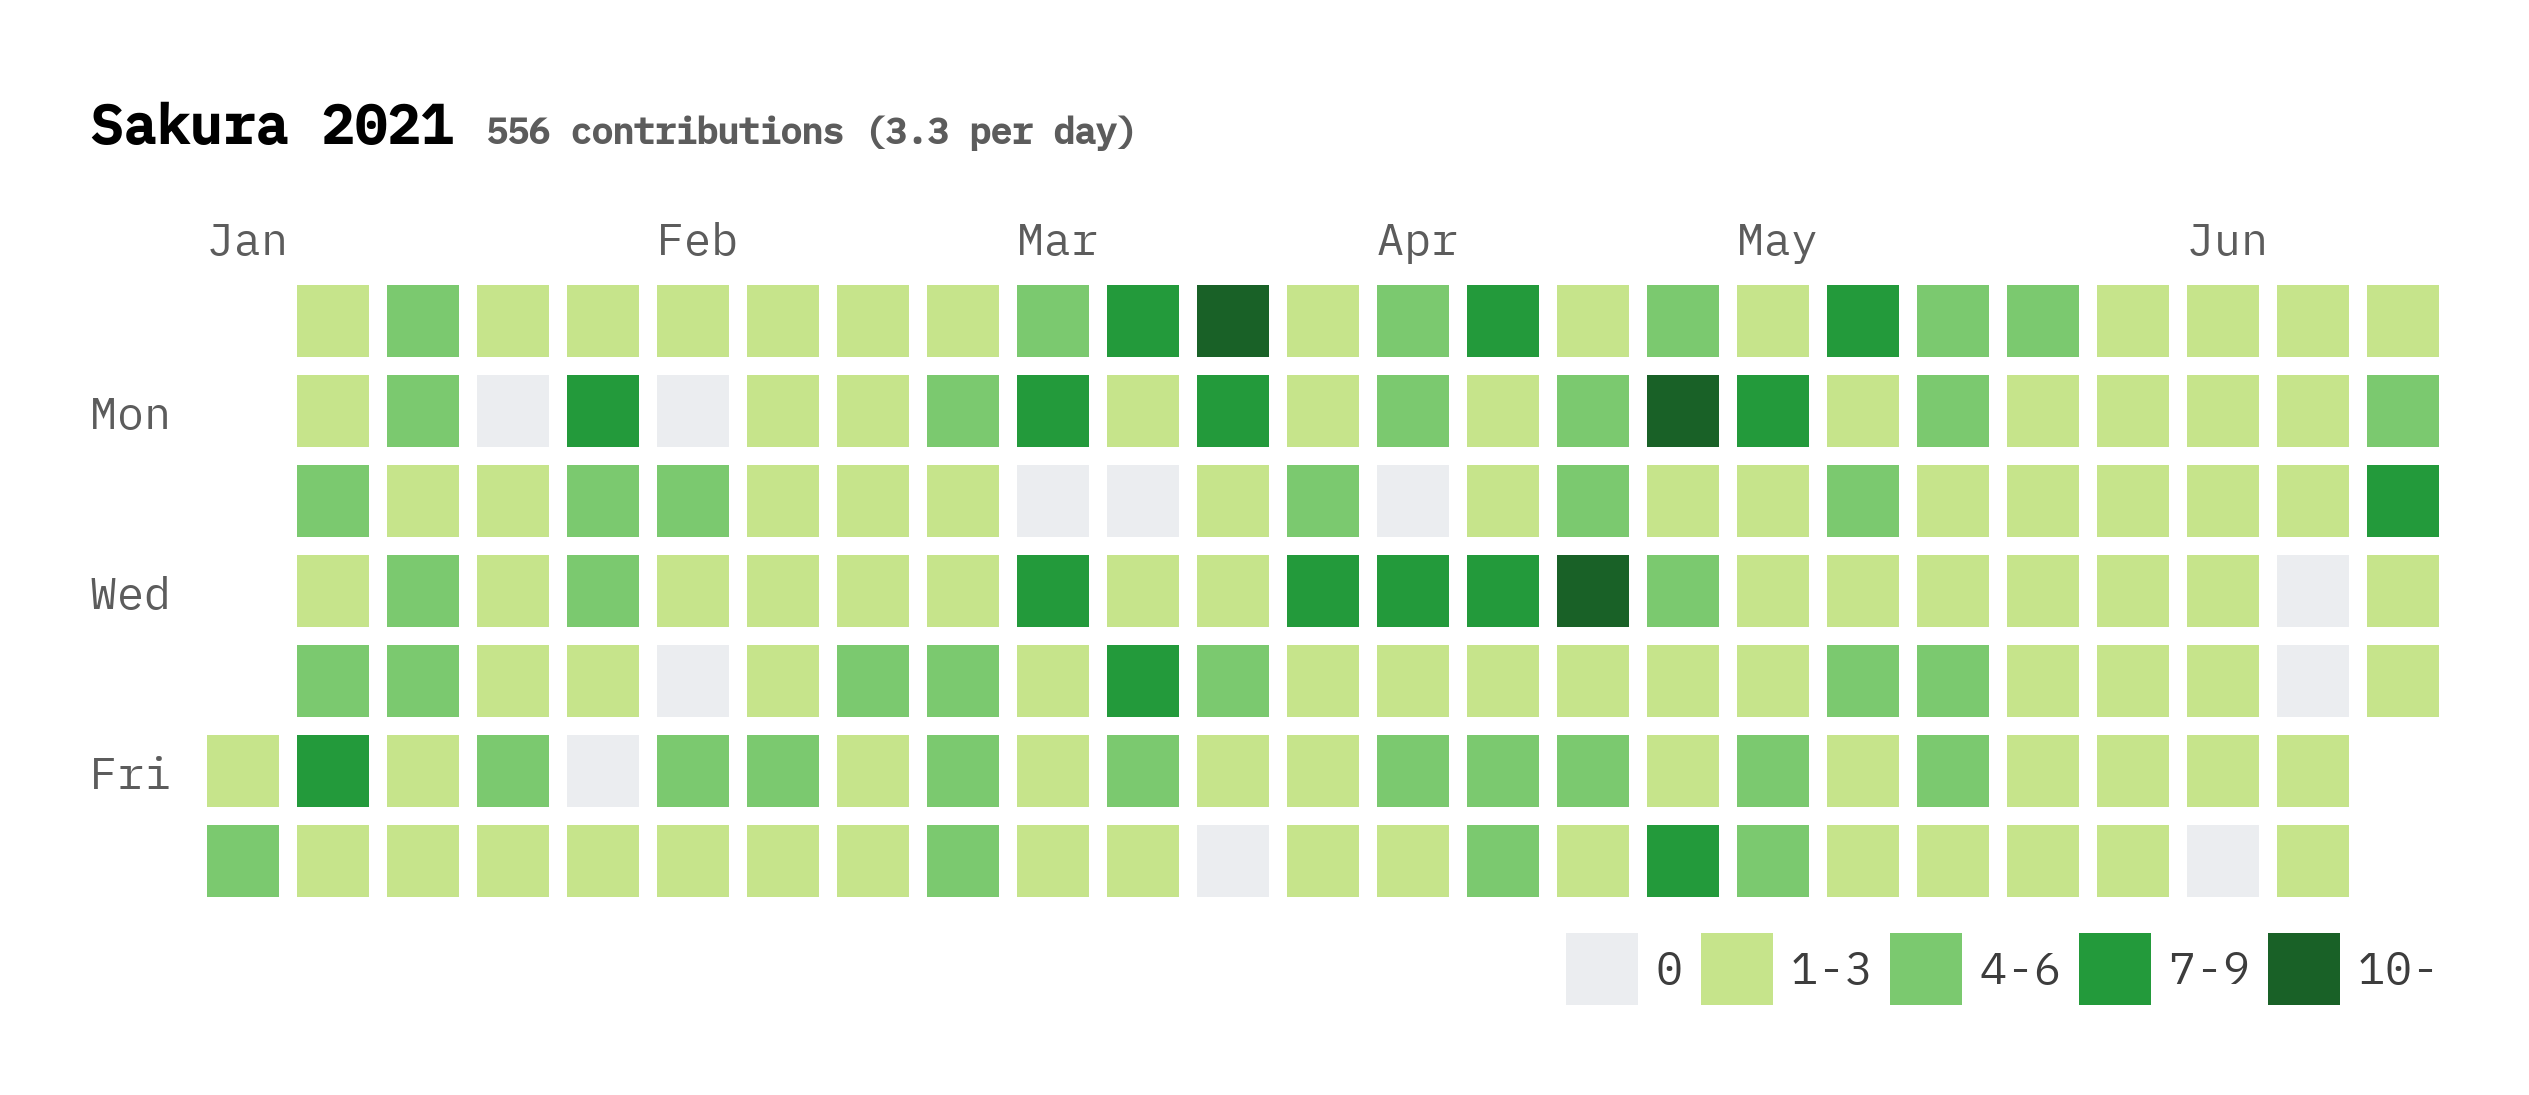 Sakura 2021 556 contributions (3.3 per day)
Jan Feb Mar Apr May Jun
Mon
Wed
Fri
0 1-3 4-6 7-9 10-